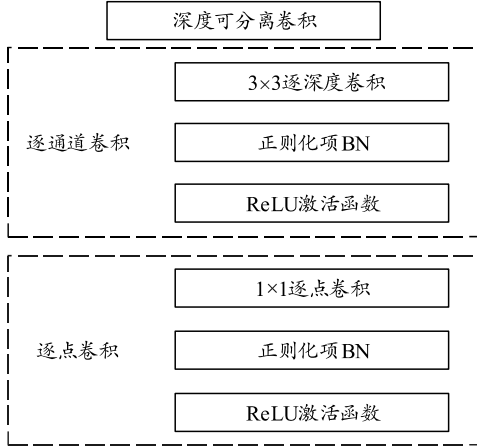 深度可分离卷积
3×3逐深度卷积
逐通道卷积
正则化项BN
ReLU激活函数
1×1逐点卷积
逐点卷积
正则化项BN
ReLU激活函数